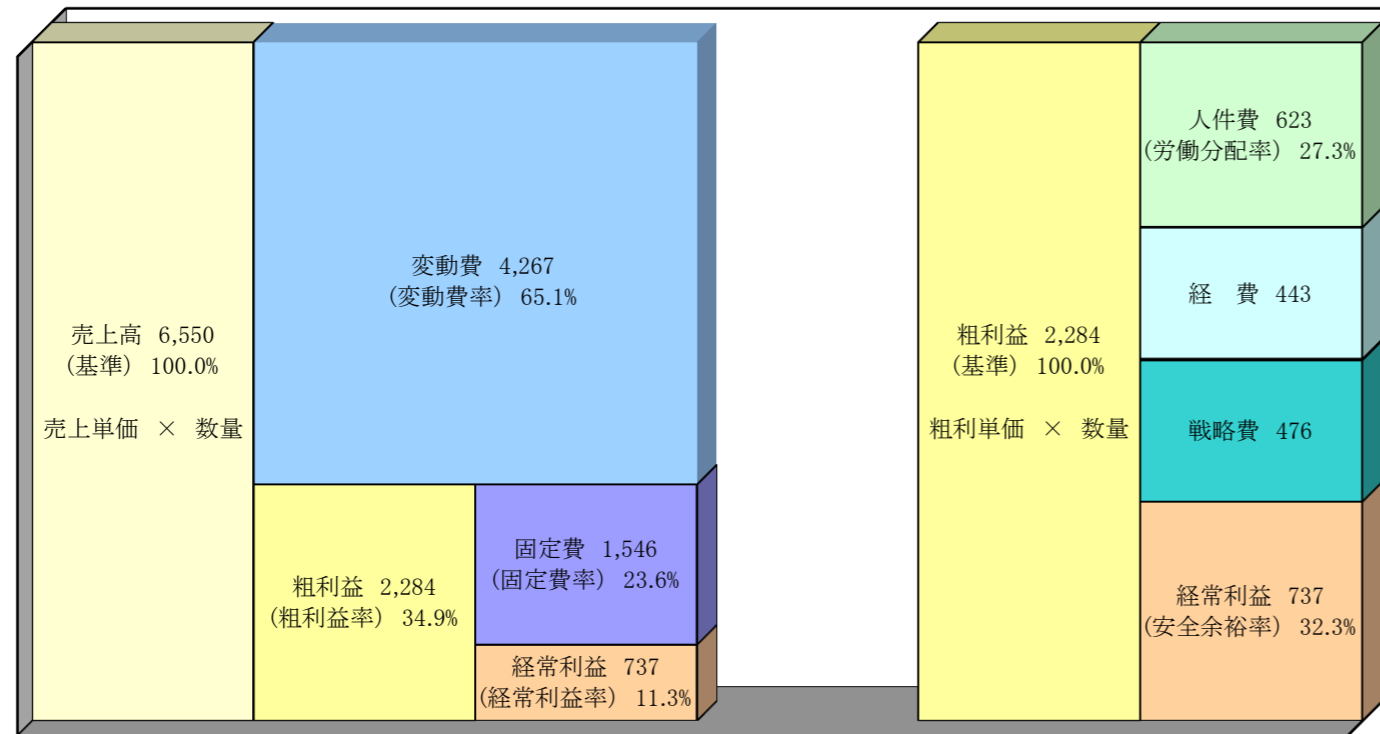 売上高 6,550
(基準) 100.0%
売上単価 × 数量
変動費 4,267
(変動費率) 65.1%
粗利益 2,284
(粗利益率) 34.9%
固定費 1,546
(固定費率) 23.6%
経常利益 737
(経常利益率) 11.3%
粗利益 2,284
(基準) 100.0%
粗利単価 × 数量
人件費 623
(労働分配率) 27.3%
経　費 443
戦略費 476
経常利益 737
(安全余裕率) 32.3%